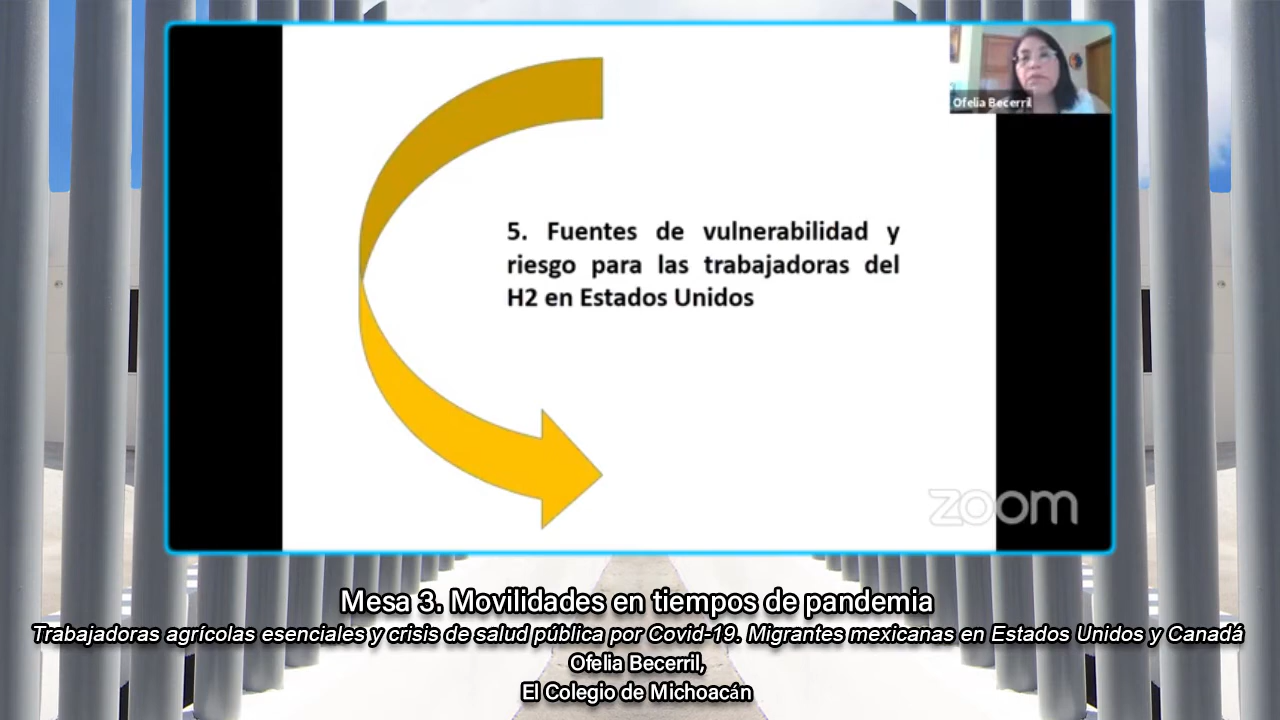 Ofelia Becerril
5. Fuentes de vulnerabilidad y
riesgo para las trabajadoras del
H2 en Estados Unidos
zoom
Mesa 3. Movilidades en tiempos de pandemia
Trabajadoras agrícolas esenciales y crisis de salud pública por Covid-19. Migrantes mexicanas en Estados Unidos y Canadá
Ofelia Becerril,
El Colegio de Michoacán